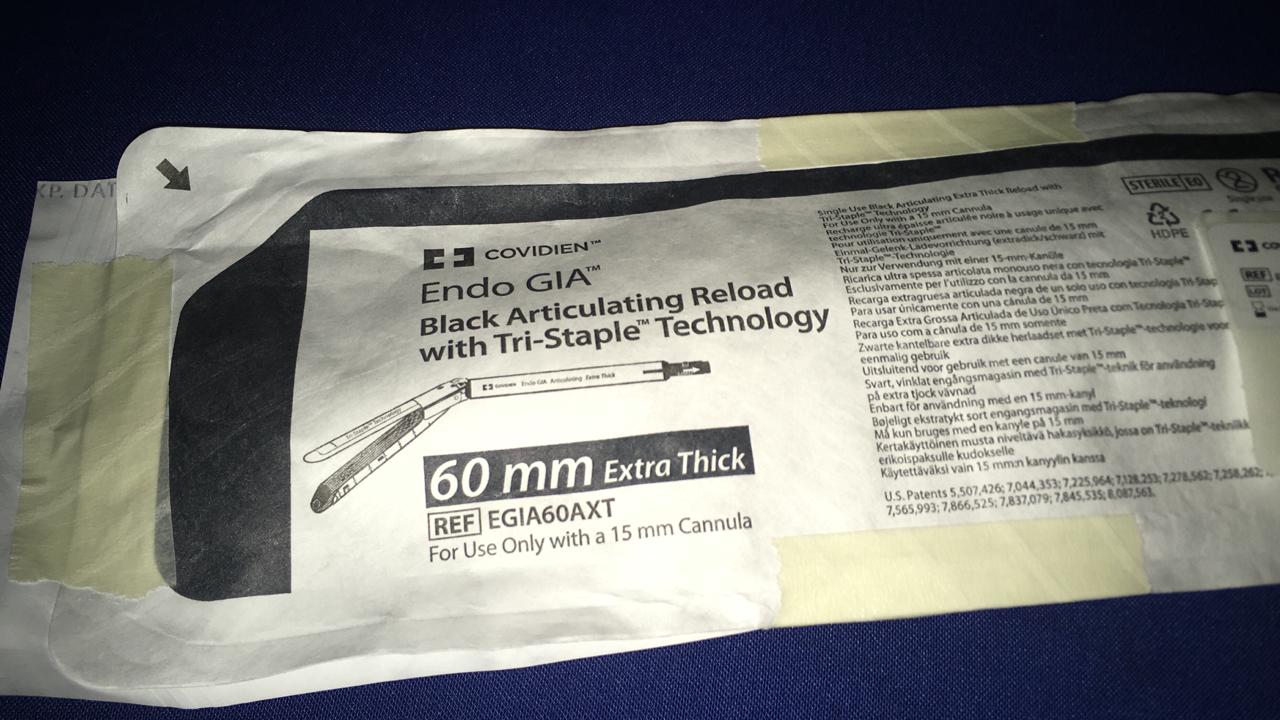 XP. DAT
COVIDIEN™
Endo GIA™
Black Articulating Reload
with Tri-Staple™ Technology
Tri-Staple™ Technology
COVIDIEN Endo GIA Articulating Extra Thick
60 mm Extra Thick
REF EGIA60AXT
For Use Only with a 15 mm Cannula
Single Use Black Articulating Extra Thick Reload with
Tri-Staple™ Technology
For Use Only with a 15 mm Cannula
Recharge ultra épaisse articulée noire à usage unique avec
technologie Tri-Staple™
Pour utilisation uniquement avec une canule de 15 mm
Einmal-Gelenk-Ladevorrichtung (extradick/schwarz) mit
Tri-Staple™-Technologie
Nur zur Verwendung mit einer 15-mm-Kanüle
Ricarica ultra spessa articolata monouso nera con tecnologia Tri-Staple™
Esclusivamente per l'utilizzo con la cannula da 15 mm
Recarga extragruesa articulada negra de un solo uso con tecnología Tri-Stap
Para usar únicamente con una cánula de 15 mm
Recarga Extra Grossa Articulada de Uso Único Preta com Tecnologia Tri-Stap
Para uso com a cânula de 15 mm somente
Zwarte kantelbare extra dikke herlaadset met Tri-Staple™-technologie voor
eenmalig gebruik
Uitsluitend voor gebruik met een canule van 15 mm
Svart, vinklat engångsmagasin med Tri-Staple™-teknik för användning
på extra tjock vävnad
Enbart för användning med en 15 mm-kanyl
Bøjeligt ekstratykt sort engangsmagasin med Tri-Staple™-teknologi
Må kun bruges med en kanyle på 15 mm
Kertakäyttöinen musta niveltävä hakasyksikkö, jossa on Tri-Staple™-tekniikk
erikoispaksulle kudokselle
Käytettäväksi vain 15 mm:n kanyylin kanssa
U.S. Patents 5,507,426; 7,044,353; 7,225,964; 7,128,253; 7,278,562; 7,258,262;
7,565,993; 7,866,525; 7,837,079; 7,845,535; 8,087,563.
STERILE EO
2
Single use
HDPE
P
CO
REF
LOT